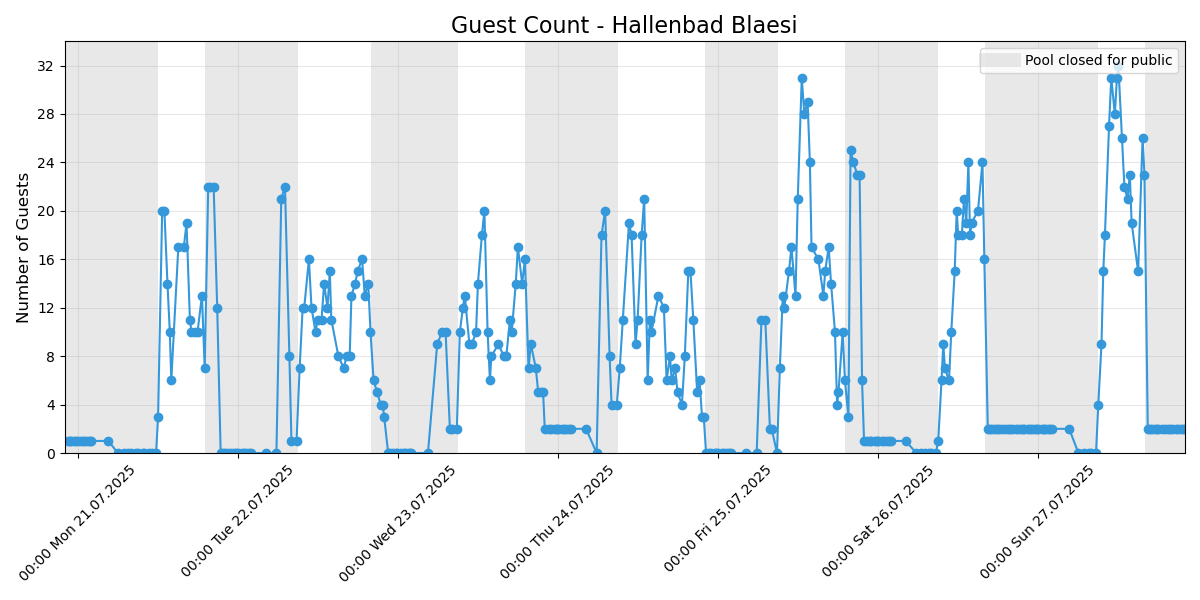 Guest Count - Hallenbad Blaesi
Pool closed for public
Number of Guests
32
28
24
20
16
12
8
4
0
00:00 Mon 21.07.2025
00:00 Tue 22.07.2025
00:00 Wed 23.07.2025
00:00 Thu 24.07.2025
00:00 Fri 25.07.2025
00:00 Sat 26.07.2025
00:00 Sun 27.07.2025